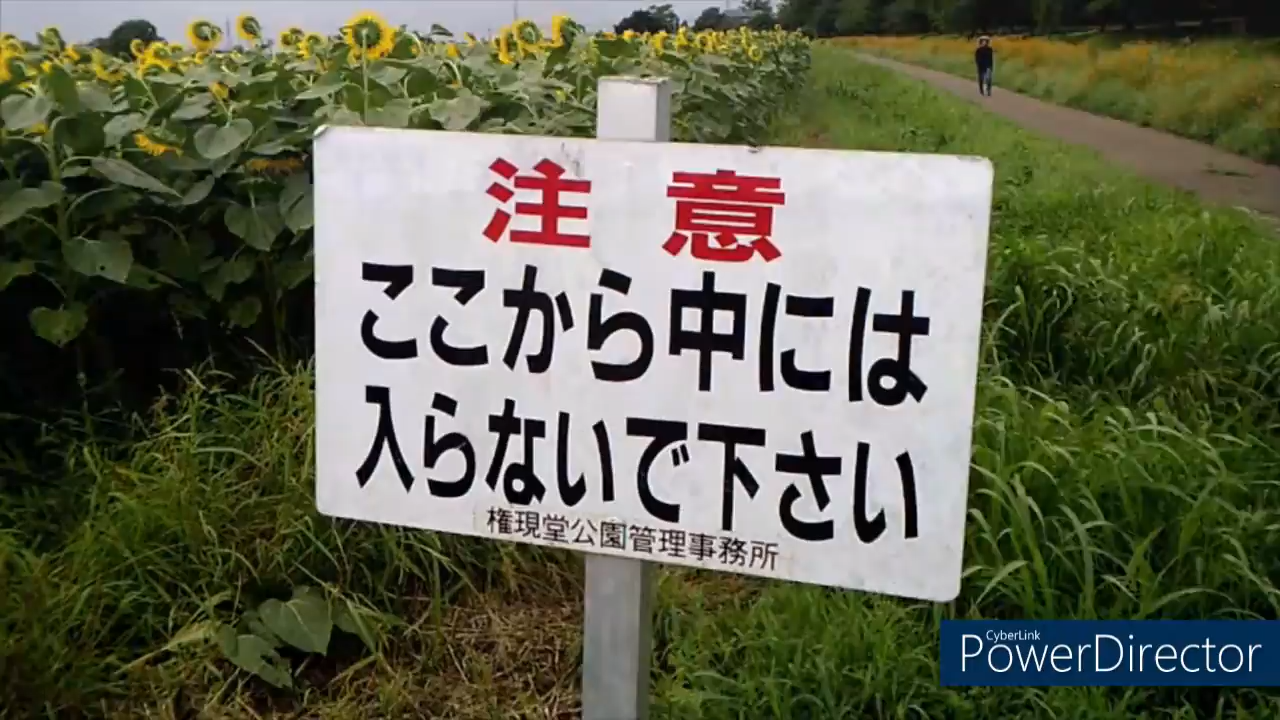 注意
ここから中には
入らないで下さい
権現堂公園管理事務所
CyberLink
PowerDirector